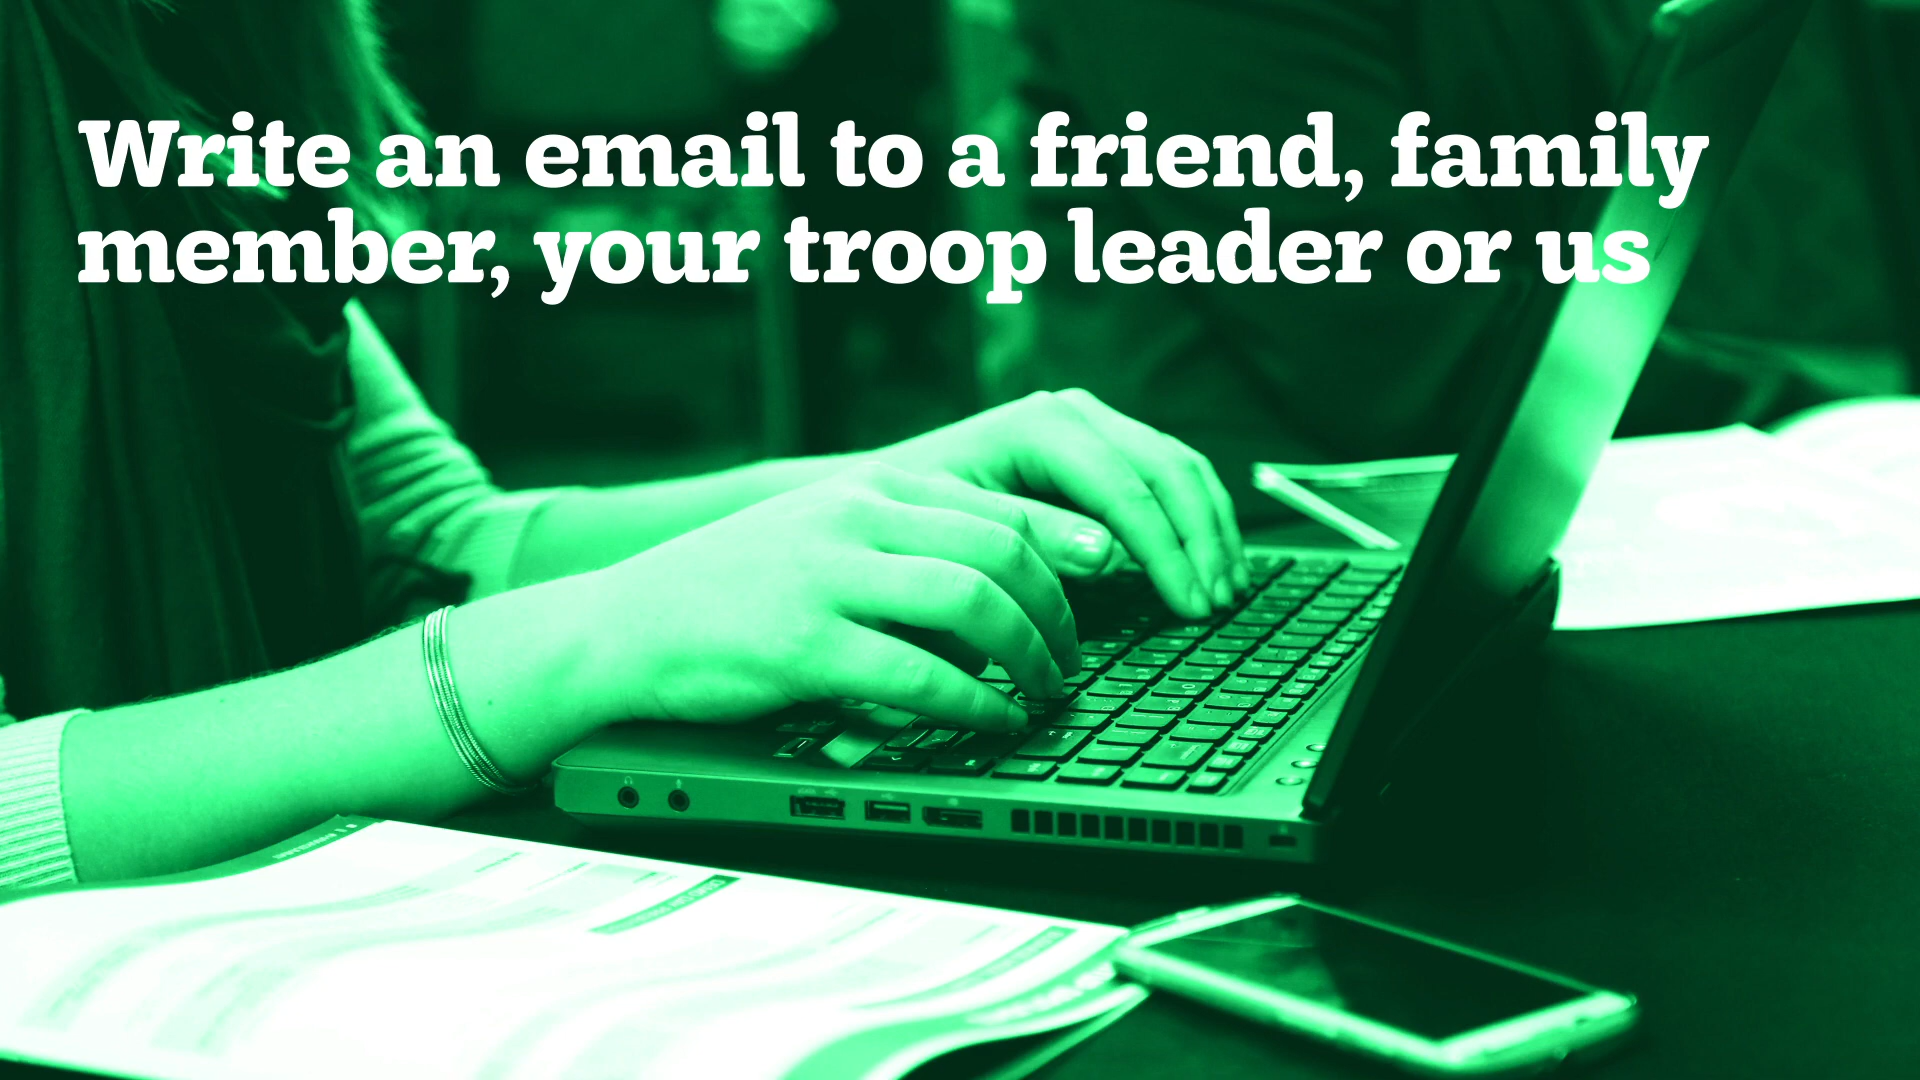 Write an email to a friend, family
member, your troop leader or us